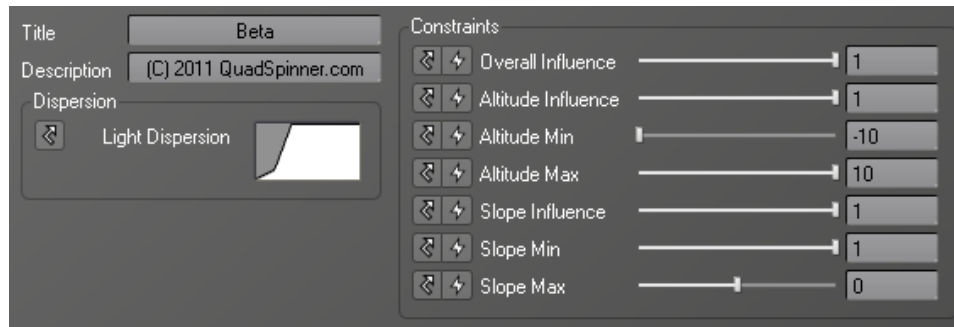 Title Beta
Description (C) 2011 QuadSpinner.com
Dispersion
Light Dispersion
Constraints
Overall Influence 1
Altitude Influence 1
Altitude Min -10
Altitude Max 10
Slope Influence 1
Slope Min 1
Slope Max 0